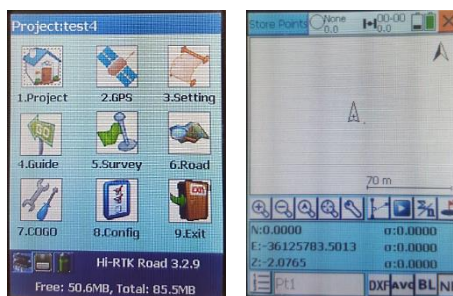 Project:test4
1.Project 2.GPS 3.Setting
4.Guide 5.Survey 6.Road
7.COGO 8.Config 9.Exit
Hi-RTK Road 3.2.9
Free: 50.6MB, Total: 85.5MB
Store Points None 0.0 00-00 0.0
70 m
N:0.0000 σ:0.0000
E:-36125783.5013 σ:0.0000
Z:-2.0765 σ:0.0000
Pt1 DXF AVG BL